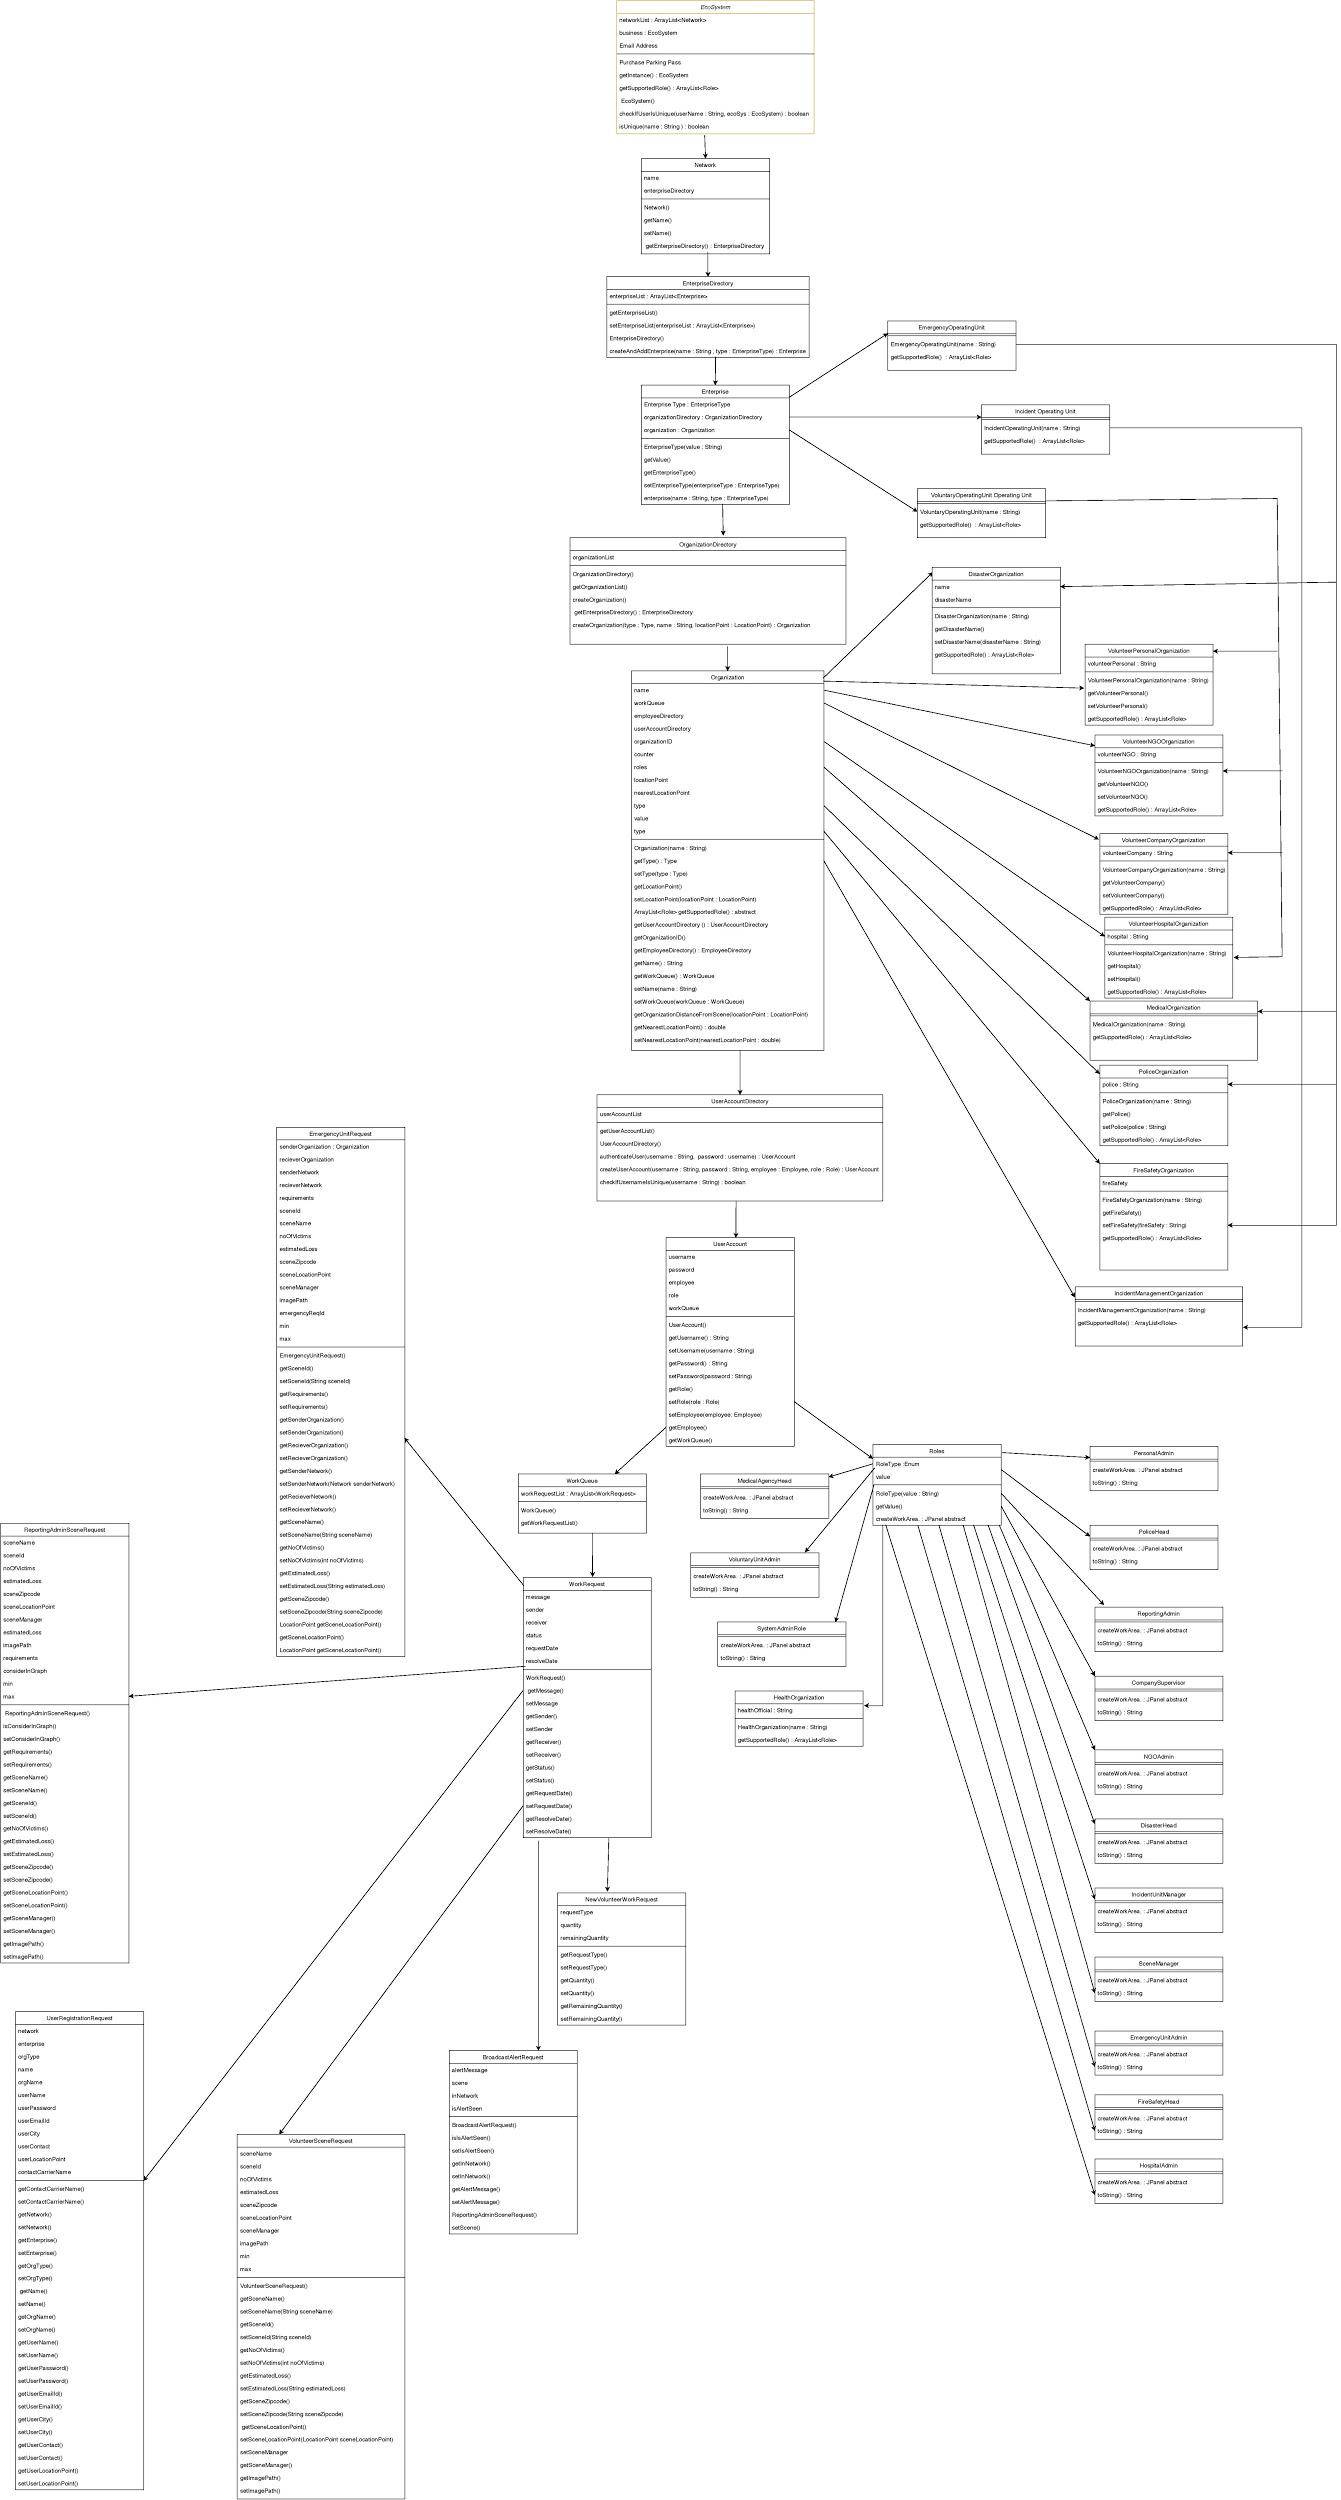 EcoSystem
networkList : ArrayList<Network>
business : EcoSystem
Email Address
Purchase Parking Pass
getInstance() : EcoSystem
getSupportedRole() : ArrayList<Role>
EcoSystem()
checkIfUserIsUnique(userName : String, ecoSys : EcoSystem) : boolean
isUnique(name : String ) : boolean
Network
name
enterpriseDirectory
Network()
getName()
setName()
getEnterpriseDirectory() : EnterpriseDirectory
EnterpriseDirectory
enterpriseList : ArrayList<Enterprise>
getEnterpriseList()
setEnterpriseList(enterpriseList : ArrayList<Enterprise>)
EnterpriseDirectory()
createAndAddEnterprise(name : String , type : EnterpriseType) : Enterprise
EmergencyOperatingUnit
EmergencyOperatingUnit(name : String)
getSupportedRole() : ArrayList<Role>
Enterprise
Enterprise Type : EnterpriseType
organizationDirectory : OrganizationDirectory
organization : Organization
EnterpriseType(value : String)
getValue()
getEnterpriseType()
setEnterpriseType(enterpriseType : EnterpriseType)
enterprise(name : String, type : EnterpriseType)
Incident Operating Unit
IncidentOperatingUnit(name : String)
getSupportedRole() : ArrayList<Role>
VoluntaryOperatingUnit Operating Unit
VoluntaryOperatingUnit(name : String)
getSupportedRole() : ArrayList<Role>
OrganizationDirectory
organizationList
OrganizationDirectory()
getOrganizationList()
createOrganization()
getEnterpriseDirectory() : EnterpriseDirectory
createOrganization(type : Type, name : String, locationPoint : LocationPoint) : Organization
DisasterOrganization
name
disasterName
DisasterOrganization(name : String)
getDisasterName()
setDisasterName(disasterName : String)
getSupportedRole() : ArrayList<Role>
VolunteerPersonalOrganization
volunteerPersonal : String
VolunteerPersonalOrganization(name : String)
getVolunteerPersonal()
setVolunteerPersonal()
getSupportedRole() : ArrayList<Role>
Organization
name
workQueue
employeeDirectory
userAccountDirectory
organizationID
counter
roles
locationPoint
nearestLocationPoint
type
value
type
Organization(name : String)
getType() : Type
setType(type : Type)
getLocationPoint()
setLocationPoint(locationPoint : LocationPoint)
ArrayList<Role> getSupportedRole() : abstract
getUserAccountDirectory () : UserAccountDirectory
getOrganizationID()
getEmployeeDirectory() : EmployeeDirectory
getName() : String
getWorkQueue() : WorkQueue
setName(name : String)
setWorkQueue(workQueue : WorkQueue)
getOrganizationDistanceFromScene(locationPoint : LocationPoint)
getNearestLocationPoint() : double
setNearestLocationPoint(nearestLocationPoint : double)
VolunteerNGOOrganization
volunteerNGO : String
VolunteerNGOOrganization(name : String)
getVolunteerNGO()
setVolunteerNGO()
getSupportedRole() : ArrayList<Role>
VolunteerCompanyOrganization
volunteerCompany : String
VolunteerCompanyOrganization(name : String)
getVolunteerCompany()
setVolunteerCompany()
getSupportedRole() : ArrayList<Role>
VolunteerHospitalOrganization
hospital : String
VolunteerHospitalOrganization(name : String)
getHospital()
setHospital()
getSupportedRole() : ArrayList<Role>
MedicalOrganization
MedicalOrganization(name : String)
getSupportedRole() : ArrayList<Role>
PoliceOrganization
police : String
PoliceOrganization(name : String)
getPolice()
setPolice(police : String)
getSupportedRole() : ArrayList<Role>
FireSafetyOrganization
fireSafety
FireSafetyOrganization(name : String)
getFireSafety()
setFireSafety(fireSafety : String)
getSupportedRole() : ArrayList<Role>
IncidentManagementOrganization
IncidentManagementOrganization(name : String)
getSupportedRole() : ArrayList<Role>
UserAccountDirectory
userAccountList
getUserAccountList()
UserAccountDirectory()
authenticateUser(username : String, password : username) : UserAccount
createUserAccount(username : String, password : String, employee : Employee, role : Role) : UserAccount
checkIfUsernameIsUnique(username : String) : boolean
EmergencyUnitRequest
senderOrganization : Organization
recieverOrganization
senderNetwork
recieverNetwork
requirements
sceneId
sceneName
noOfVictims
estimatedLoss
sceneZipcode
sceneLocationPoint
sceneManager
imagePath
emergencyReqId
min
max
EmergencyUnitRequest()
getSceneId()
setSceneId(String sceneId)
getRequirements()
setRequirements()
getSenderOrganization()
setSenderOrganization()
getRecieverOrganization()
setRecieverOrganization()
getSenderNetwork()
setSenderNetwork(Network senderNetwork)
getRecieverNetwork()
setRecieverNetwork()
getSceneName()
setSceneName(String sceneName)
getNoOfVictims()
setNoOfVictims(int noOfVictims)
getEstimatedLoss()
setEstimatedLoss(String estimatedLoss)
getSceneZipcode()
setSceneZipcode(String sceneZipcode)
LocationPoint getSceneLocationPoint()
getSceneLocationPoint()
LocationPoint getSceneLocationPoint()
UserAccount
username
password
employee
role
workQueue
UserAccount()
getUsername() : String
setUsername(username : String)
getPassword() : String
setPassword(password : String)
getRole()
setRole(role : Role)
setEmployee(employee: Employee)
getEmployee()
getWorkQueue()
Roles
RoleType :Enum
value
RoleType(value : String)
getValue()
createWorkArea. : JPanel abstract
PersonalAdmin
createWorkArea. : JPanel abstract
toString() : String
MedicalAgencyHead
createWorkArea. : JPanel abstract
toString() : String
WorkQueue
workRequestList : ArrayList<WorkRequest>
WorkQueue()
getWorkRequestList()
PoliceHead
createWorkArea. : JPanel abstract
toString() : String
VoluntaryUnitAdmin
createWorkArea. : JPanel abstract
toString() : String
ReportingAdminSceneRequest
sceneName
sceneId
noOfVictims
estimatedLoss
sceneZipcode
sceneLocationPoint
sceneManager
estimatedLoss
imagePath
requirements
considerInGraph
min
max
ReportingAdminSceneRequest()
isConsiderInGraph()
setConsiderInGraph()
getRequirements()
setRequirements()
getSceneName()
setSceneName()
getSceneId()
setSceneId()
getNoOfVictims()
getEstimatedLoss()
setEstimatedLoss()
getSceneZipcode()
setSceneZipcode()
getSceneLocationPoint()
setSceneLocationPoint()
getSceneManager()
setSceneManager()
getImagePath()
setImagePath()
WorkRequest
message
sender
receiver
status
requestDate
resolveDate
WorkRequest()
getMessage()
setMessage
getSender()
setSender
getReceiver()
setReceiver()
getStatus()
setStatus()
getRequestDate()
setRequestDate()
getResolveDate()
setResolveDate()
SystemAdminRole
createWorkArea. : JPanel abstract
toString() : String
HealthOrganization
healthOfficial : String
HealthOrganization(name : String)
getSupportedRole() : ArrayList<Role>
ReportingAdmin
createWorkArea. : JPanel abstract
toString() : String
CompanySupervisor
createWorkArea. : JPanel abstract
toString() : String
NGOAdmin
createWorkArea. : JPanel abstract
toString() : String
DisasterHead
createWorkArea. : JPanel abstract
toString() : String
IncidentUnitManager
createWorkArea. : JPanel abstract
toString() : String
SceneManager
createWorkArea. : JPanel abstract
toString() : String
EmergencyUnitAdmin
createWorkArea. : JPanel abstract
toString() : String
FireSafetyHead
createWorkArea. : JPanel abstract
toString() : String
HospitalAdmin
createWorkArea. : JPanel abstract
toString() : String
NewVolunteerWorkRequest
requestType
quantity
remainingQuantity
getRequestType()
setRequestType()
getQuantity()
setQuantity()
getRemainingQuantity()
setRemainingQuantity()
UserRegistrationRequest
network
enterprise
orgType
name
orgName
userName
userPassword
userEmailId
userCity
userContact
userLocationPoint
contactCarrierName
getContactCarrierName()
setContactCarrierName()
getNetwork()
setNetwork()
getEnterprise()
setEnterprise()
getOrgType()
setOrgType()
getName()
setName()
getOrgName()
setOrgName()
getUserName()
setUserName()
getUserPassword()
setUserPassword()
getUserEmailId()
setUserEmailId()
getUserCity()
setUserCity()
getUserContact()
setUserContact()
getUserLocationPoint()
setUserLocationPoint()
BroadcastAlertRequest
alertMessage
scene
inNetwork
isAlertSeen
BroadcastAlertRequest()
isIsAlertSeen()
setIsAlertSeen()
getInNetwork()
setInNetwork()
getAlertMessage()
setAlertMessage()
ReportingAdminSceneRequest()
setScene()
VolunteerSceneRequest
sceneName
sceneId
noOfVictims
estimatedLoss
sceneZipcode
sceneLocationPoint
sceneManager
imagePath
min
max
VolunteerSceneRequest()
getSceneName()
setSceneName(String sceneName)
getSceneId()
setSceneId(String sceneId)
getNoOfVictims()
setNoOfVictims(int noOfVictims)
getEstimatedLoss()
setEstimatedLoss(String estimatedLoss)
getSceneZipcode()
setSceneZipcode(String sceneZipcode)
getSceneLocationPoint()
setSceneLocationPoint(LocationPoint sceneLocationPoint)
setSceneManager
getSceneManager()
getImagePath()
setImagePath()